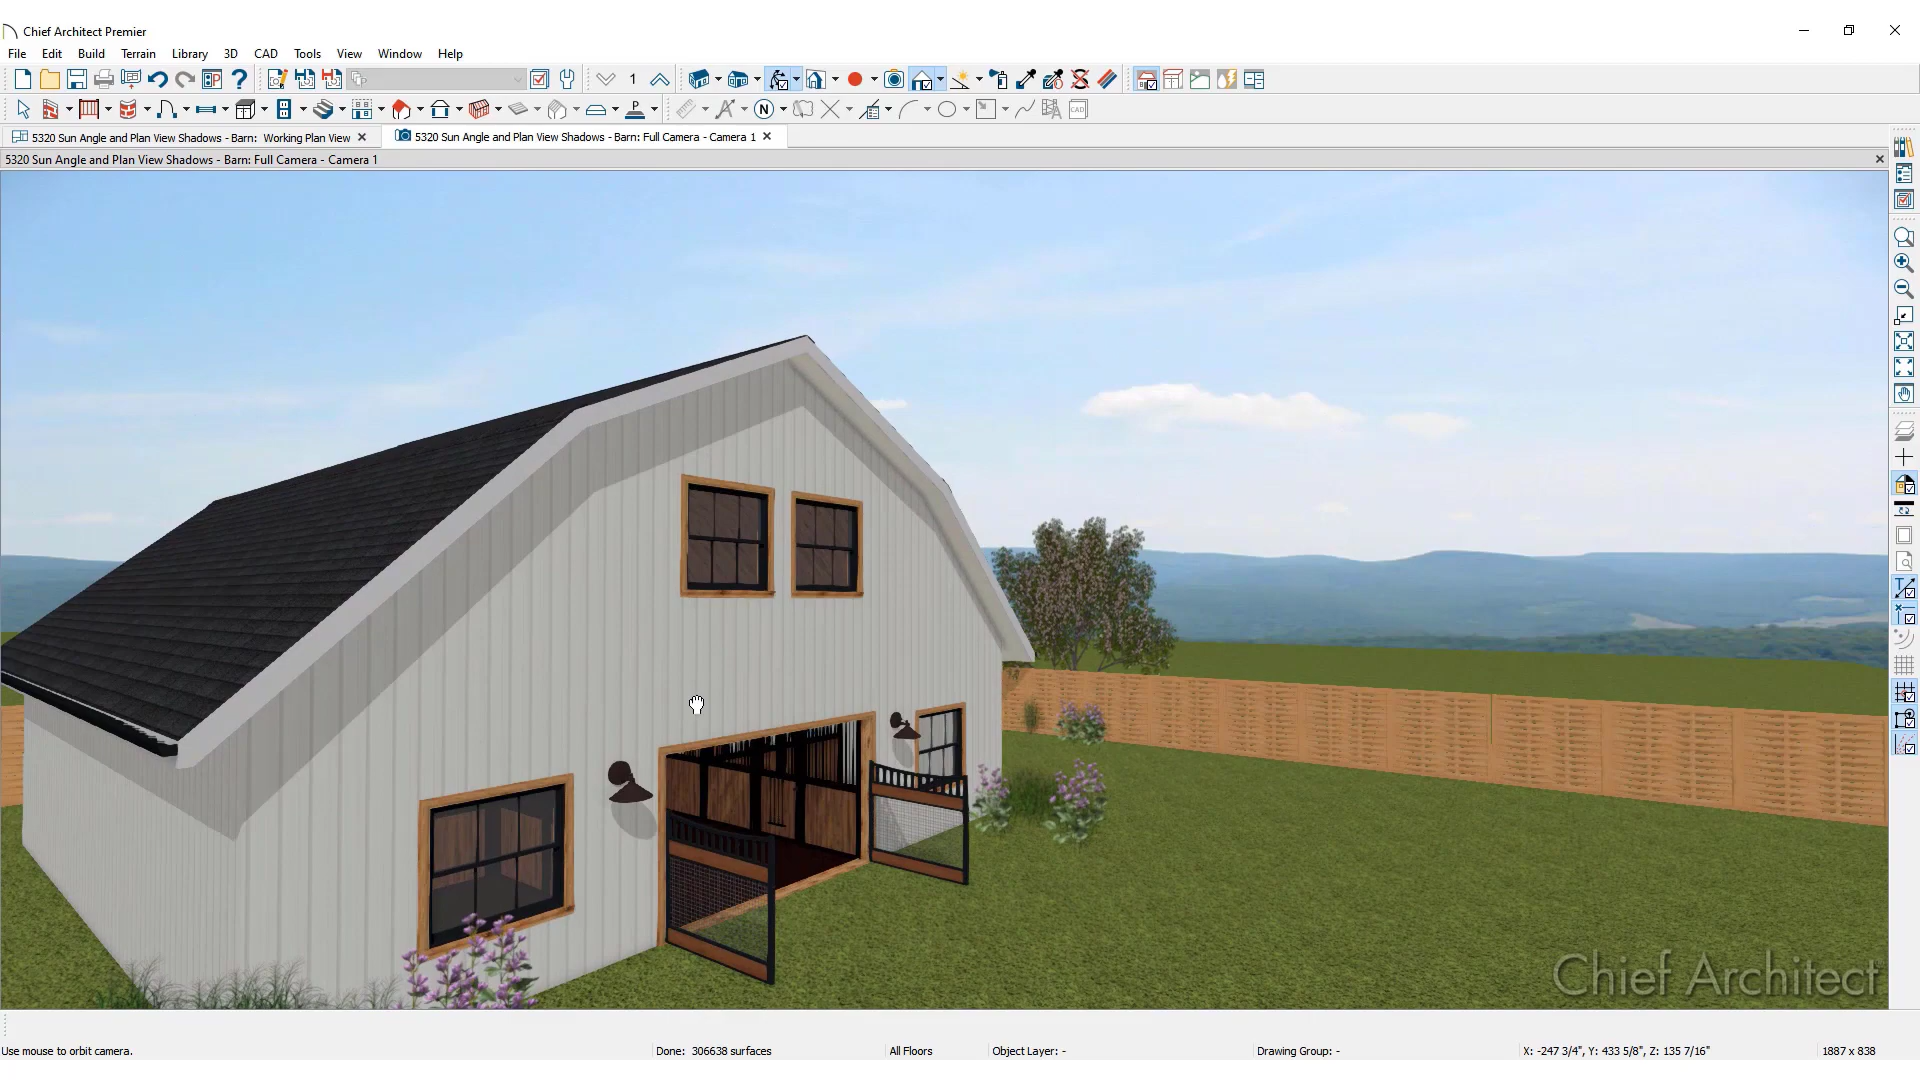 Chief Architect Premier
File Edit Build Terrain Library 3D CAD Tools View Window Help
1
P N CAD
5320 Sun Angle and Plan View Shadows - Barn: Working Plan View
5320 Sun Angle and Plan View Shadows - Barn: Full Camera - Camera 1
5320 Sun Angle and Plan View Shadows - Barn: Full Camera - Camera 1
Chief Architect
Use mouse to orbit camera.
Done: 306638 surfaces
All Floors
Object Layer: -
Drawing Group: -
X: -247 3/4", Y: 433 5/8", Z: 135 7/16"
1887 x 838